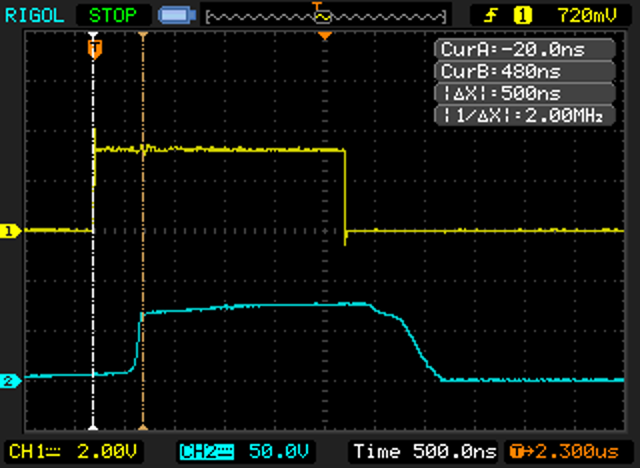 RIGOL STOP T 1 720mV
T
CurA:-20.0ns
CurB:480ns
|ΔX|:500ns
|1/ΔX|:2.00MHz
1
2
CH1 2.00V CH2 50.0V Time 500.0ns T→2.300us